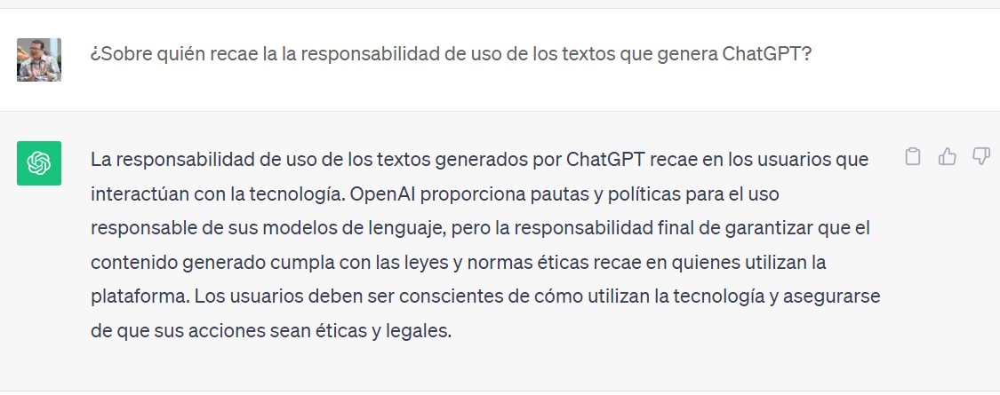 ¿Sobre quién recae la la responsabilidad de uso de los textos que genera ChatGPT?
La responsabilidad de uso de los textos generados por ChatGPT recae en los usuarios que
interactúan con la tecnología. OpenAI proporciona pautas y políticas para el uso
responsable de sus modelos de lenguaje, pero la responsabilidad final de garantizar que el
contenido generado cumpla con las leyes y normas éticas recae en quienes utilizan la
plataforma. Los usuarios deben ser conscientes de cómo utilizan la tecnología y asegurarse
de que sus acciones sean éticas y legales.